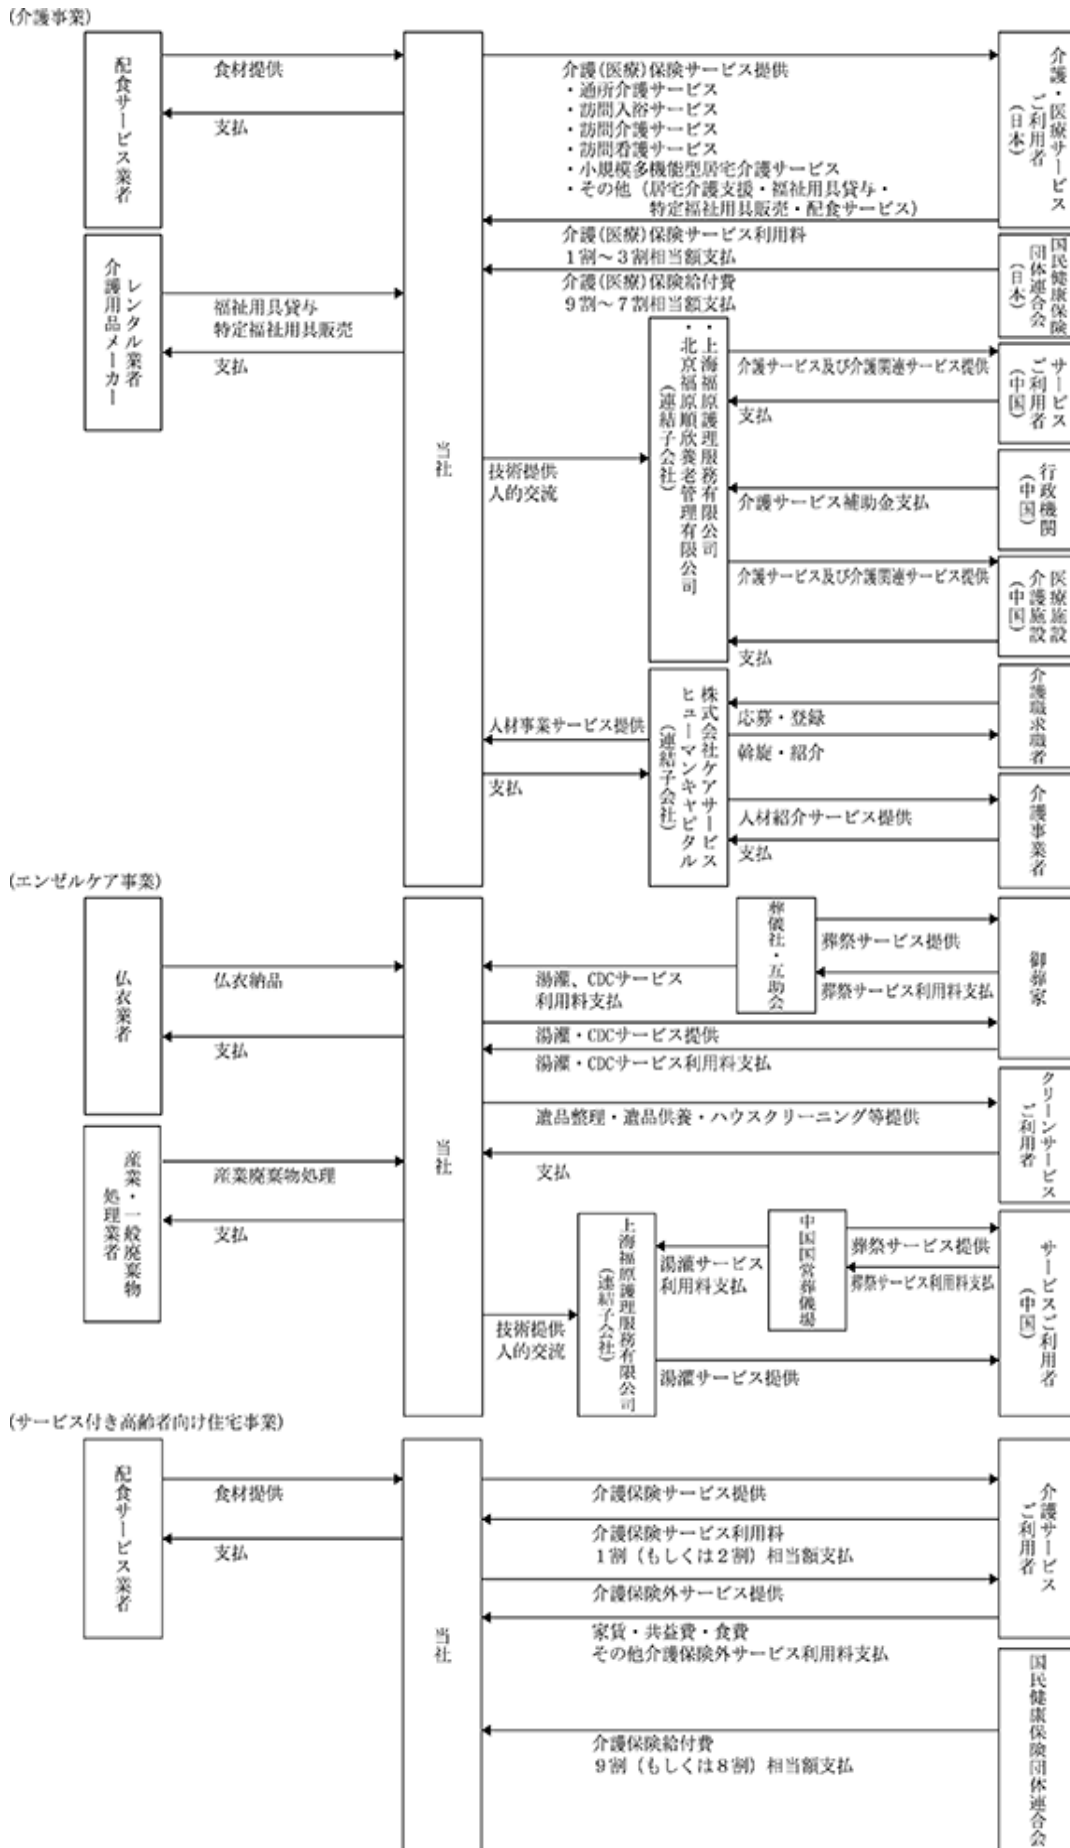 (介護事業)
配食サービス業者
食材提供
支払
レンタル業者
介護用品メーカー
福祉用具貸与
特定福祉用具販売
支払
当社
介護(医療)保険サービス提供
・通所介護サービス
・訪問入浴サービス
・訪問介護サービス
・訪問看護サービス
・小規模多機能型居宅介護サービス
・その他（居宅介護支援・福祉用具貸与・
特定福祉用具販売・配食サービス）
介護(医療)保険サービス利用料
1割～3割相当額支払
介護(医療)保険給付費
9割～7割相当額支払
介護・医療サービス
ご利用者
(日本)
国民健康保険
団体連合会
(日本)
技術提供
人的交流
・上海福原護理服務有限公司
・北京福原順欣養老管理有限公司
(連結子会社)
介護サービス及び介護関連サービス提供
支払
サービス
ご利用者
(中国)
介護サービス補助金支払
行政機関
(中国)
介護サービス及び介護関連サービス提供
支払
医療施設
介護施設
(中国)
人材事業サービス提供
支払
株式会社ケアサービス
ヒューマンキャピタル
(連結子会社)
応募・登録
斡旋・紹介
介護職求職者
人材紹介サービス提供
支払
介護事業者
(エンゼルケア事業)
仏衣業者
仏衣納品
支払
産業・一般廃棄物
処理業者
産業廃棄物処理
支払
当社
葬儀社・互助会
葬祭サービス提供
葬祭サービス利用料支払
湯灌、CDCサービス
利用料支払
湯灌・CDCサービス提供
湯灌・CDCサービス利用料支払
御葬家
遺品整理・遺品供養・ハウスクリーニング等提供
支払
クリーンサービス
ご利用者
技術提供
人的交流
上海福原護理服務有限公司
(連結子会社)
湯灌サービス
利用料支払
中国国営葬儀場
葬祭サービス提供
葬祭サービス利用料支払
湯灌サービス提供
サービスご利用者
(中国)
(サービス付き高齢者向け住宅事業)
配食サービス業者
食材提供
支払
当社
介護保険サービス提供
介護保険サービス利用料
1割（もしくは2割）相当額支払
介護保険外サービス提供
家賃・共益費・食費
その他介護保険外サービス利用料支払
介護サービス
ご利用者
介護保険給付費
9割（もしくは8割）相当額支払
国民健康保険団体連合会